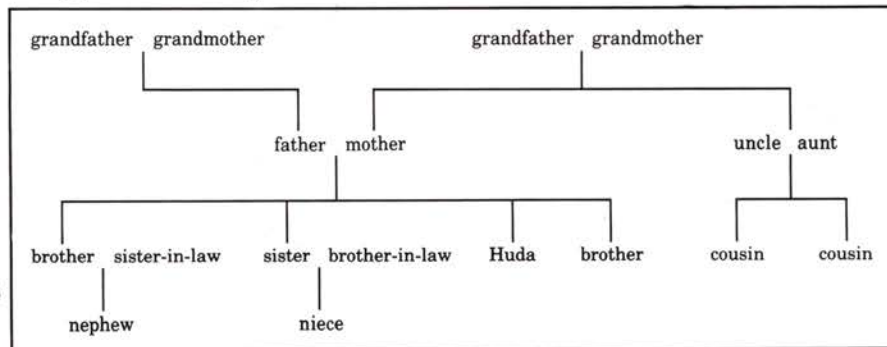 grandfather grandmother grandfather grandmother
father mother uncle aunt
brother sister-in-law sister brother-in-law Huda brother cousin cousin
nephew niece